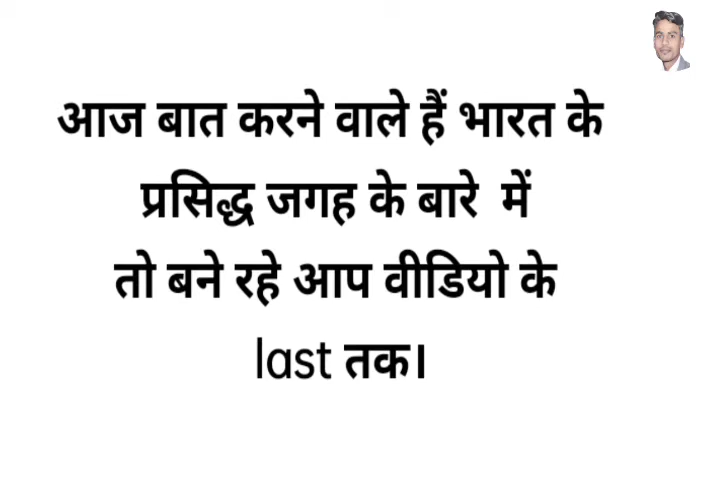 आज बात करने वाले हैं भारत के
प्रसिद्ध जगह के बारे में
तो बने रहे आप वीडियो के
last तक।